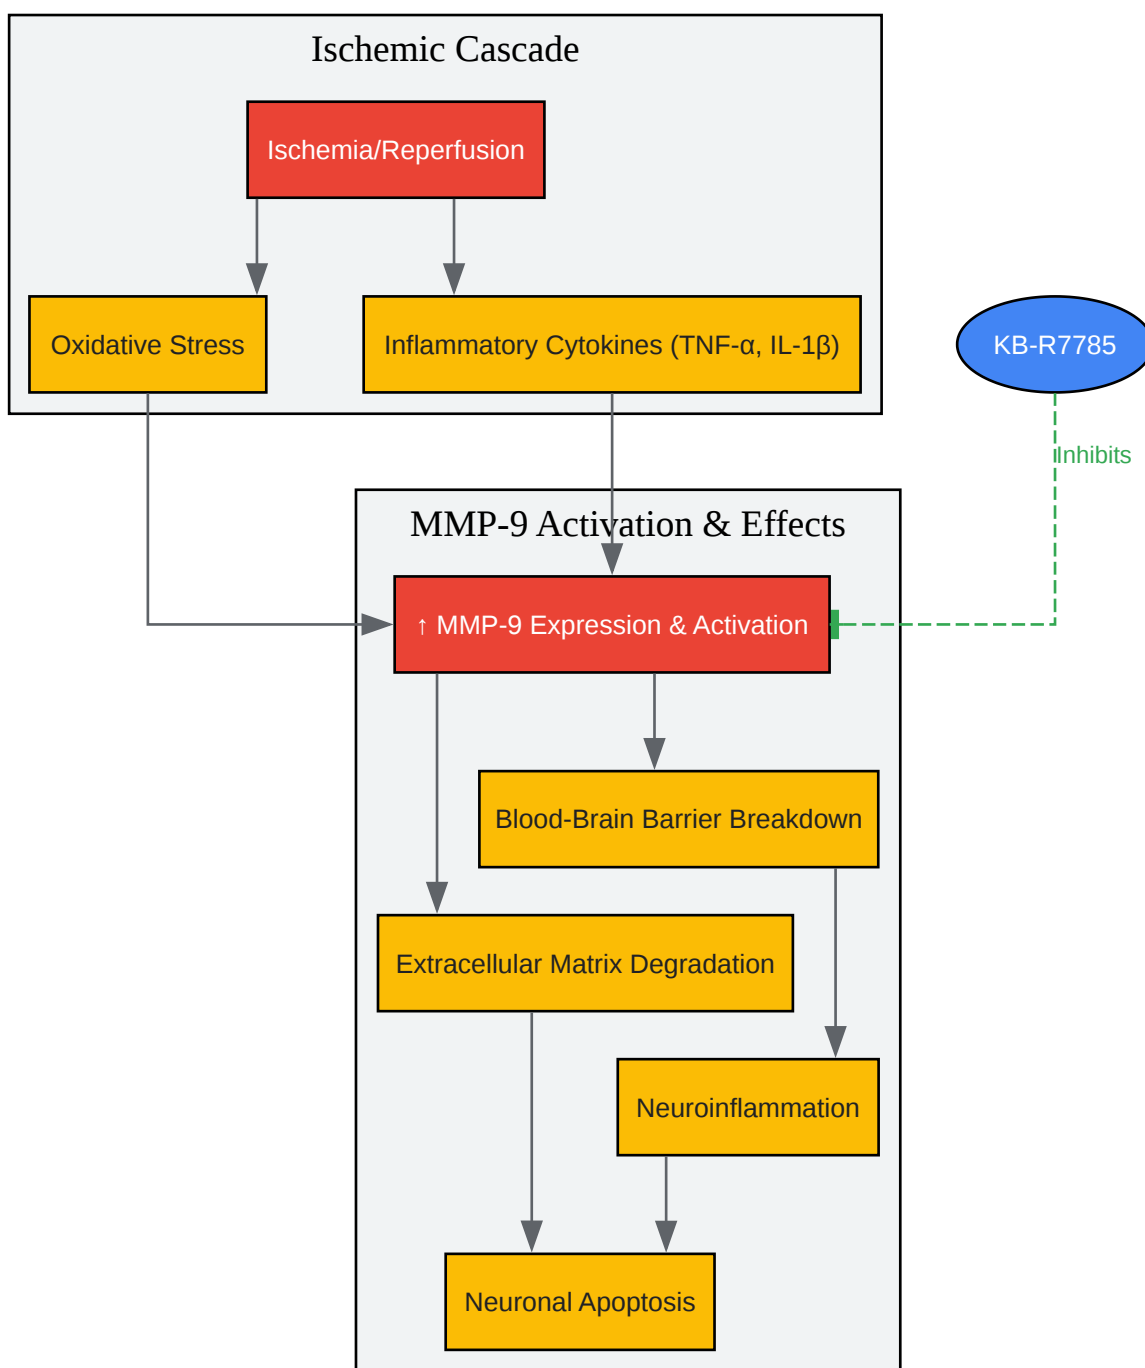 Ischemic Cascade
Ischemia/Reperfusion
Oxidative Stress
Inflammatory Cytokines (TNF-α, IL-1β)
KB-R7785
Inhibits
MMP-9 Activation & Effects
↑ MMP-9 Expression & Activation
Blood-Brain Barrier Breakdown
Extracellular Matrix Degradation
Neuroinflammation
Neuronal Apoptosis